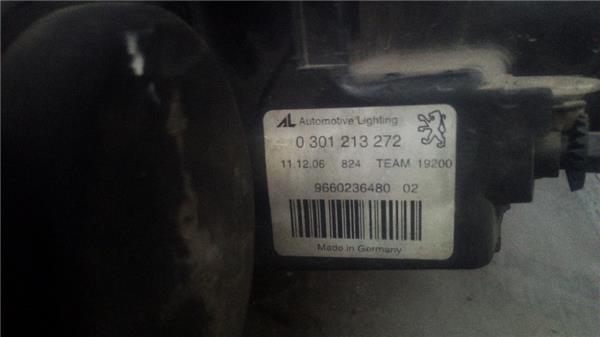 AL Automotive Lighting
0 301 213 272
11.12.06 824 TEAM 19200
9660236480 02
Made in Germany